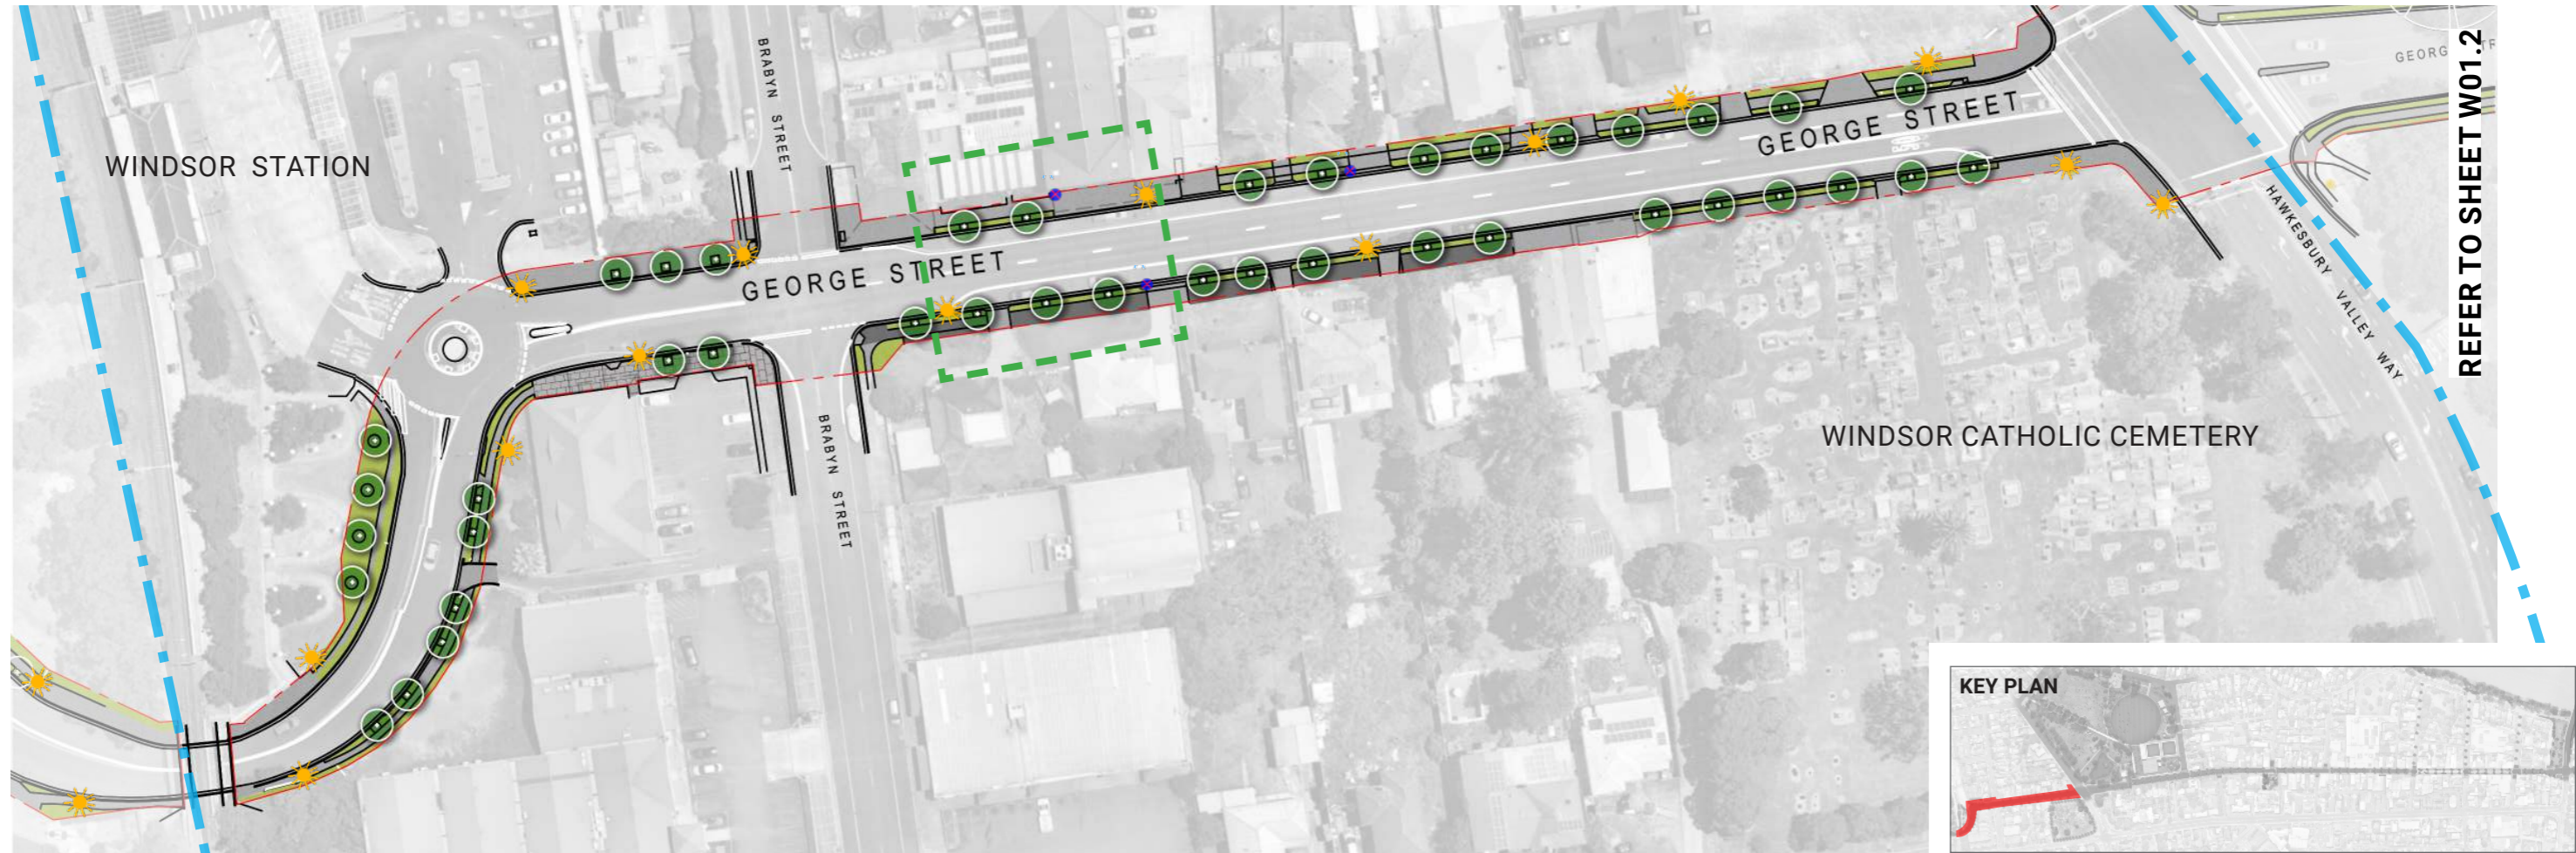 BRABYN STREET
GEORG
REFER TO SHEET W01.2
WINDSOR STATION
GEORGE STREET
GEORGE STREET
HAWKESBURY VALLEY WAY
BRABYN STREET
WINDSOR CATHOLIC CEMETERY
KEY PLAN